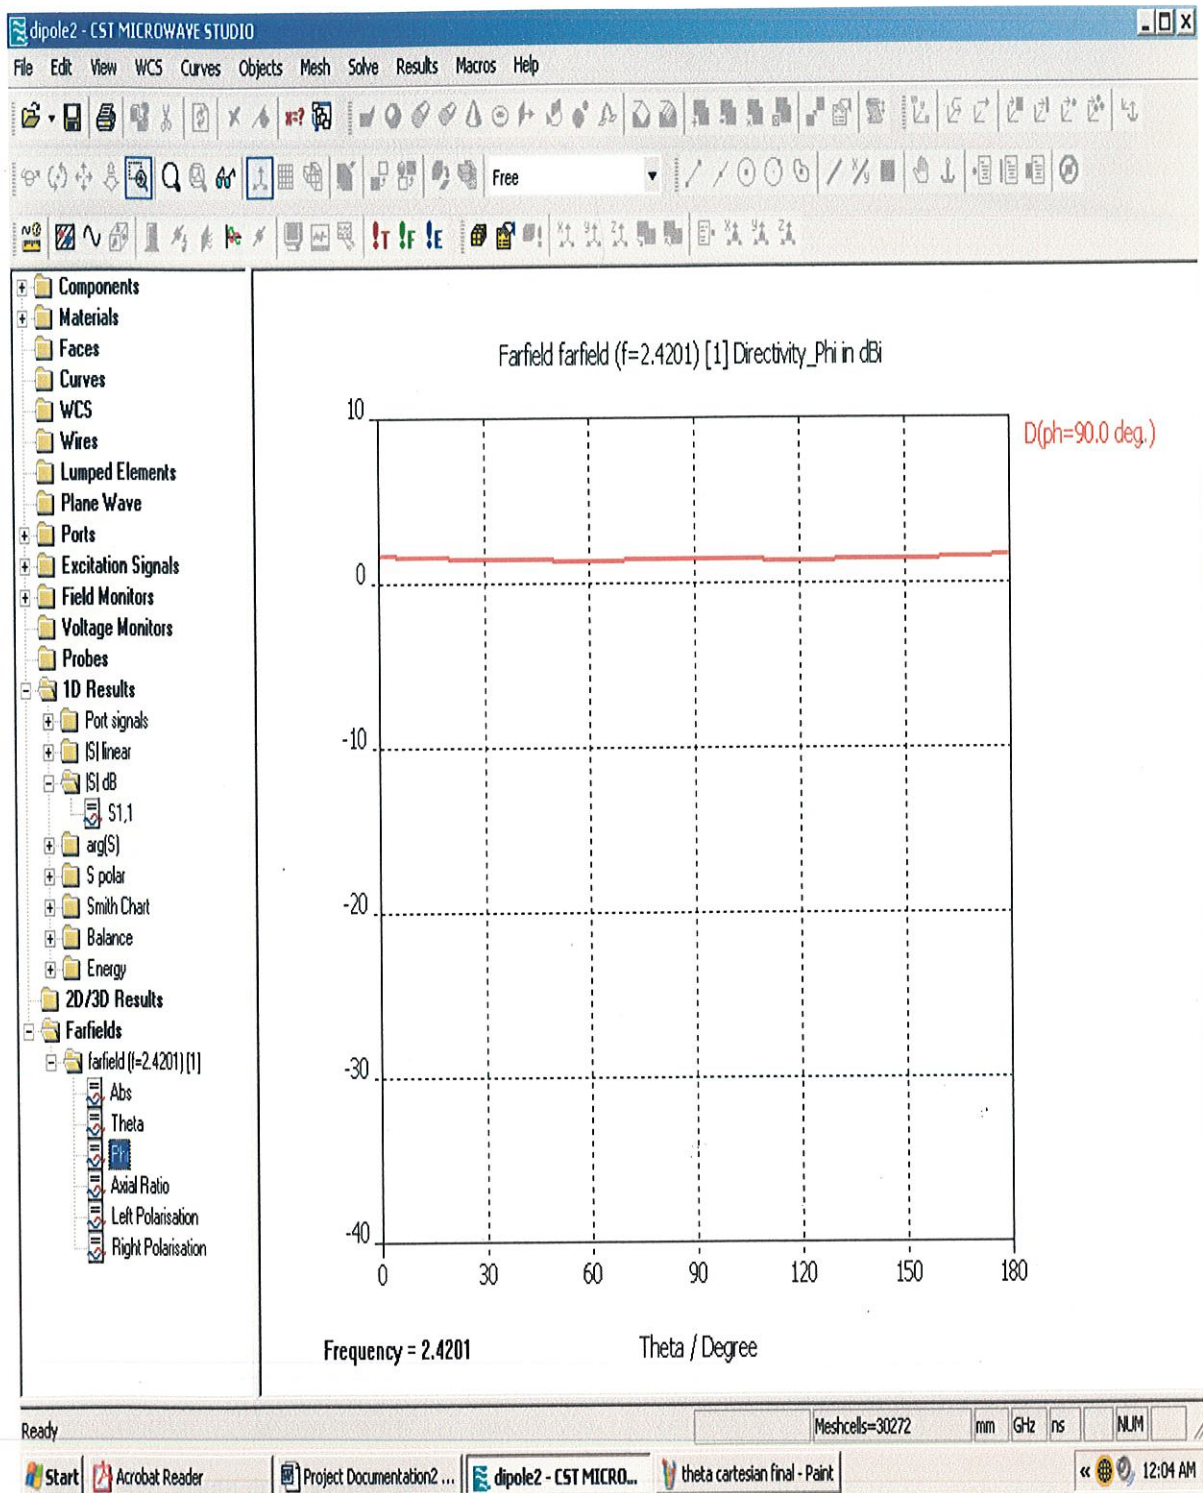 dipole2 - CST MICROWAVE STUDIO
File Edit View WCS Curves Objects Mesh Solve Results Macros Help
Free
Components
Materials
Faces
Curves
WCS
Wires
Lumped Elements
Plane Wave
Ports
Excitation Signals
Field Monitors
Voltage Monitors
Probes
1D Results
Port signals
|S| linear
|S| dB
S1,1
arg(S)
S polar
Smith Chart
Balance
Energy
2D/3D Results
Farfields
farfield (f=2.4201) [1]
Abs
Theta
Phi
Axial Ratio
Left Polarisation
Right Polarisation
Farfield farfield (f=2.4201) [1] Directivity_Phi in dBi
D(ph=90.0 deg.)
10
0
-10
-20
-30
-40
0 30 60 90 120 150 180
Frequency = 2.4201
Theta / Degree
Ready
Meshcells=30272 mm GHz ns NUM
Start Acrobat Reader Project Documentation2 ... dipole2 - CST MICRO... theta cartesian final - Paint « 12:04 AM